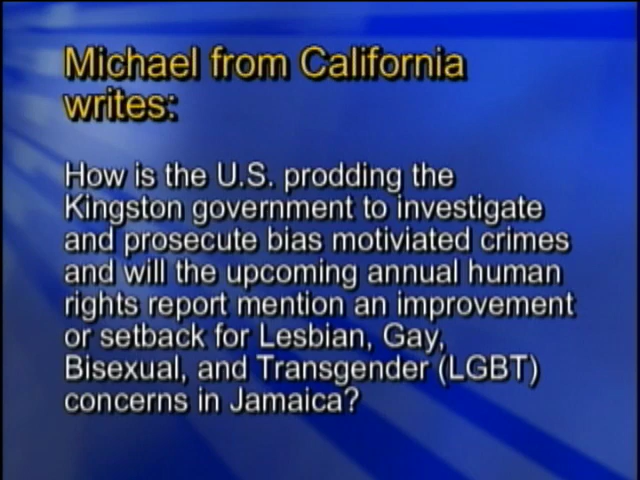 Michael from California
writes:
How is the U.S. prodding the
Kingston government to investigate
and prosecute bias motiviated crimes
and will the upcoming annual human
rights report mention an improvement
or setback for Lesbian, Gay,
Bisexual, and Transgender (LGBT)
concerns in Jamaica?